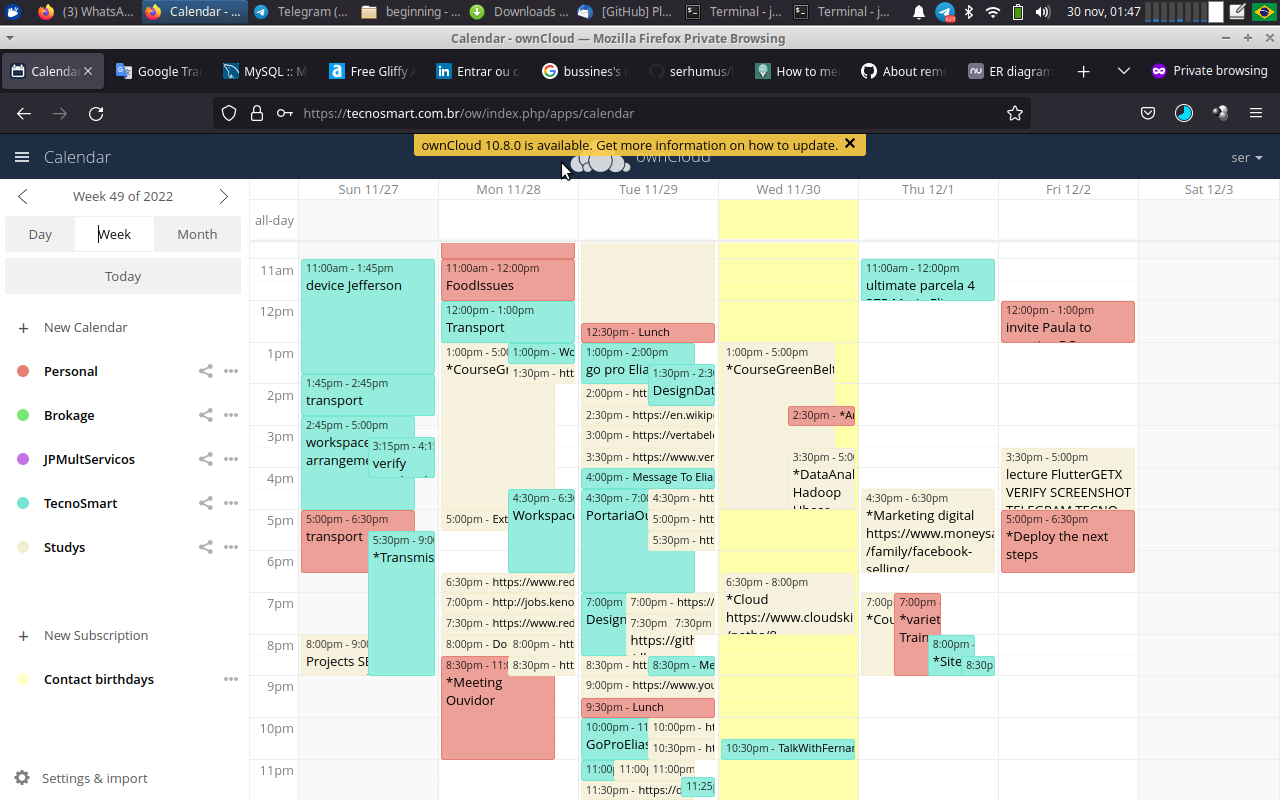 (3) WhatsA...
Calendar - ...
Telegram (...
beginning - ...
Downloads ...
[GitHub] Pl...
Terminal - j...
Terminal - j...
30 nov, 01:47
Calendar - ownCloud — Mozilla Firefox Private Browsing
Calendar
Google Tra
MySQL :: M
Free Gliffy
Entrar ou c
bussines's
serhumus/
How to me
About remo
ER diagram
Private browsing
https://tecnosmart.com.br/ow/index.php/apps/calendar
ownCloud 10.8.0 is available. Get more information on how to update.
Calendar
ownCloud
ser
Week 49 of 2022
Day
Week
Month
Today
New Calendar
Personal
Brokage
JPMultServicos
TecnoSmart
Studys
New Subscription
Contact birthdays
Settings & import
Sun 11/27
Mon 11/28
Tue 11/29
Wed 11/30
Thu 12/1
Fri 12/2
Sat 12/3
all-day
11am
12pm
1pm
2pm
3pm
4pm
5pm
6pm
7pm
8pm
9pm
10pm
11pm
11:00am - 1:45pm
device Jefferson
1:45pm - 2:45pm
transport
2:45pm - 5:00pm
workspace
arrangeme
3:15pm - 4:1
verify
5:00pm - 6:30pm
transport
5:30pm - 9:00
*Transmis
8:00pm - 9:00
Projects SE
11:00am - 12:00pm
FoodIssues
12:00pm - 1:00pm
Transport
1:00pm - 5:00
*CourseGr
1:00pm - Wo
1:30pm - htt
4:30pm - 6:30
Workspace
5:00pm - Ext
6:30pm - https://www.red
7:00pm - http://jobs.keno
7:30pm - https://www.red
8:00pm - Do
8:00pm - htt
8:30pm - 11:0
*Meeting
Ouvidor
8:30pm - htt
12:30pm - Lunch
1:00pm - 2:00pm
go pro Elia
1:30pm - 2:30
DesignDat
2:00pm - htt
2:30pm - https://en.wikip
3:00pm - https://vertabel
3:30pm - https://www.ver
4:00pm - Message To Elia
4:30pm - 7:00
PortariaOu
4:30pm - htt
5:00pm - htt
5:30pm - htt
7:00pm
Design
7:00pm - https://
7:30pm
7:30pm
https://gith
8:30pm - htt
8:30pm - Me
9:00pm - https://www.you
9:30pm - Lunch
10:00pm - 11
GoProElias
10:00pm - ht
10:30pm - ht
11:00p
11:00p
11:00pm
11:25
11:30pm - https://d
1:00pm - 5:00pm
*CourseGreenBelt
2:30pm - *A
3:30pm - 5:00
*DataAnal
Hadoop
6:30pm - 8:00pm
*Cloud
https://www.cloudski
10:30pm - TalkWithFernan
11:00am - 12:00pm
ultimate parcela 4
4:30pm - 6:30pm
*Marketing digital
https://www.moneysa
/family/facebook-
selling/
7:00p
*Cou
7:00pm -
*variet
Train
8:00pm -
*Site
8:30p
12:00pm - 1:00pm
invite Paula to
3:30pm - 5:00pm
lecture FlutterGETX
VERIFY SCREENSHOT
TELEGRAM TECNO
5:00pm - 6:30pm
*Deploy the next
steps